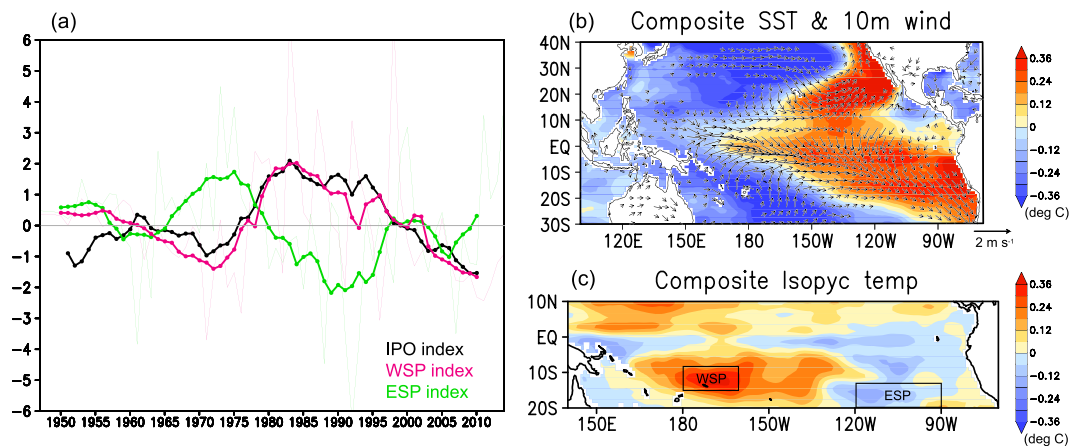 (a)
6
5
4
3
2
1
0
−1
−2
−3
−4
−5
−6
1950 1955 1960 1965 1970 1975 1980 1985 1990 1995 2000 2005 2010
IPO index
WSP index
ESP index
(b) Composite SST & 10m wind
40N
30N
20N
10N
EQ
10S
20S
30S
120E 150E 180 150W 120W 90W
2 m s-1
0.36
0.24
0.12
0
−0.12
−0.24
−0.36
(deg C)
(c) Composite Isopyc temp
10N
EQ
10S
20S
150E 180 150W 120W 90W
WSP
ESP
0.36
0.24
0.12
0
−0.12
−0.24
−0.36
(deg C)